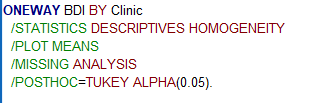 ONEWAY BDI BY Clinic
/STATISTICS DESCRIPTIVES HOMOGENEITY
/PLOT MEANS
/MISSING ANALYSIS
/POSTHOC=TUKEY ALPHA(0.05).